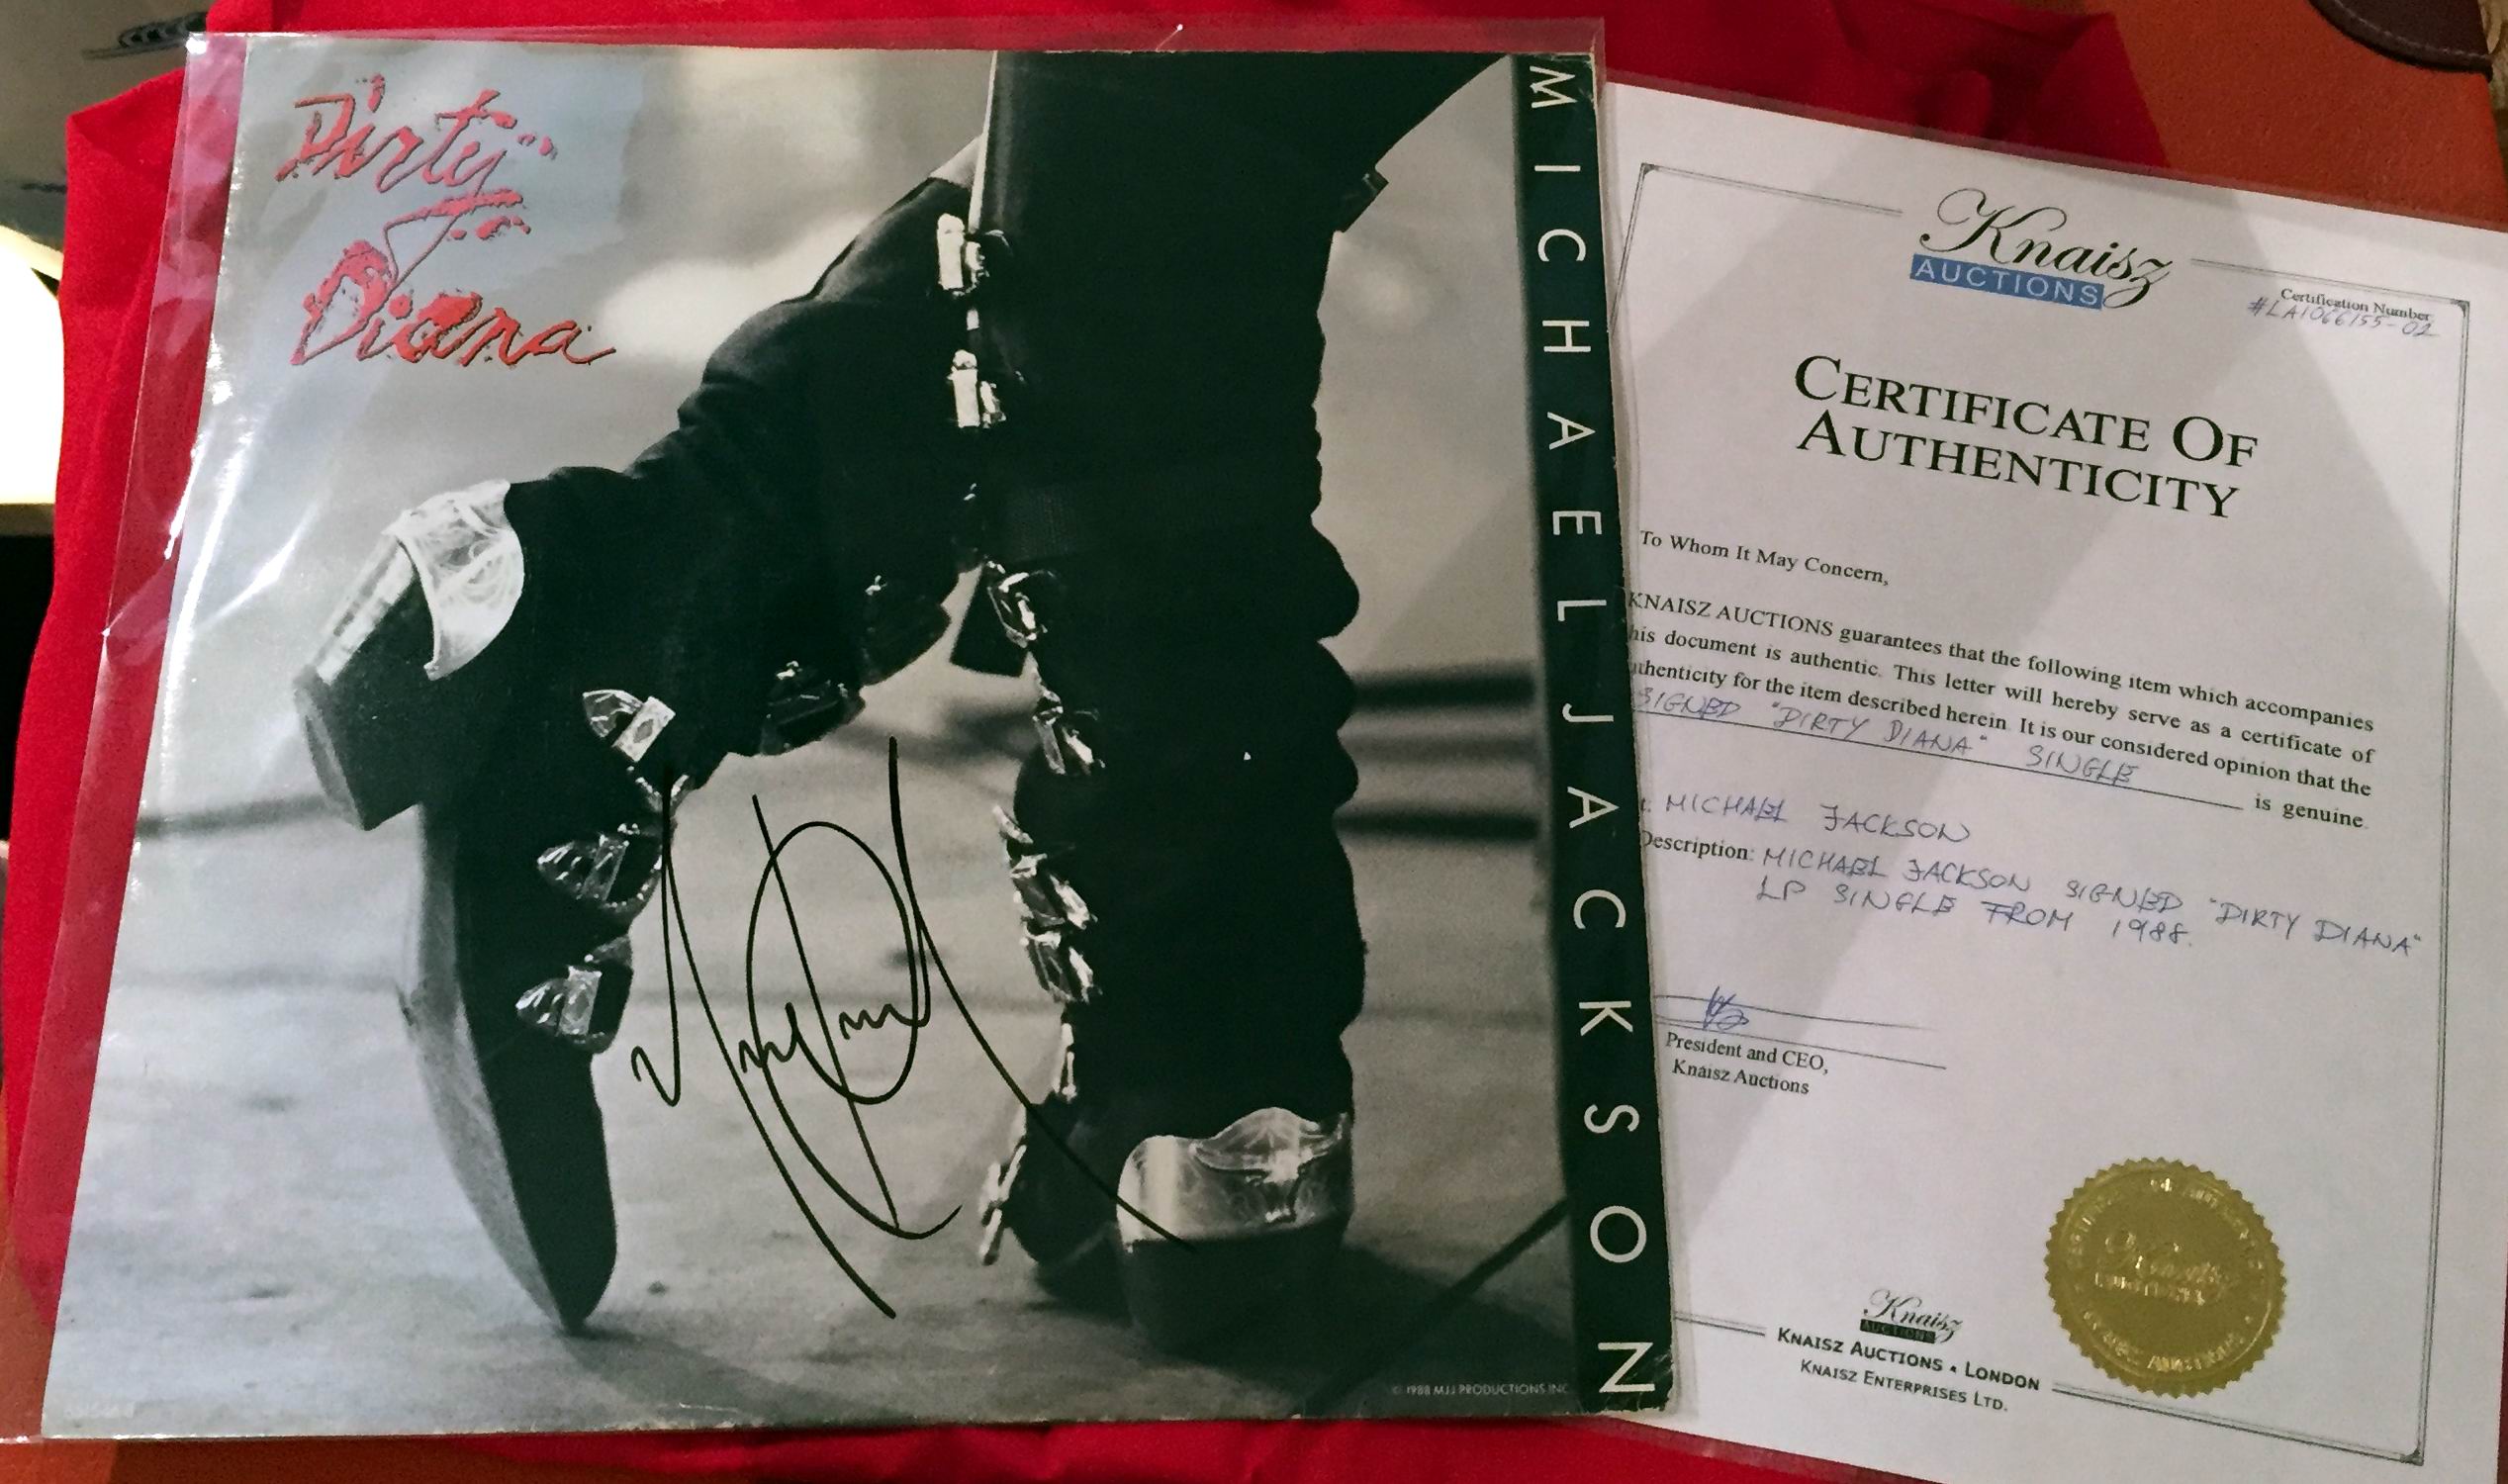 Dirty
Diana
MICHAEL JACKSON
© 1988 MJJ PRODUCTIONS INC.
Knaisz
AUCTIONS
Certification Number
#LA1066155-02
CERTIFICATE OF
AUTHENTICITY
To Whom It May Concern,
KNAISZ AUCTIONS guarantees that the following item which accompanies
his document is authentic. This letter will hereby serve as a certificate of
uthenticity for the item described herein. It is our considered opinion that the
SIGNED "DIRTY DIANA" SINGLE is genuine.
t: MICHAEL JACKSON
Description: MICHAEL JACKSON SIGNED "DIRTY DIANA"
LP SINGLE FROM 1988.
President and CEO,
Knaisz Auctions
Knaisz
AUCTIONS
KNAISZ AUCTIONS • LONDON
KNAISZ ENTERPRISES LTD.